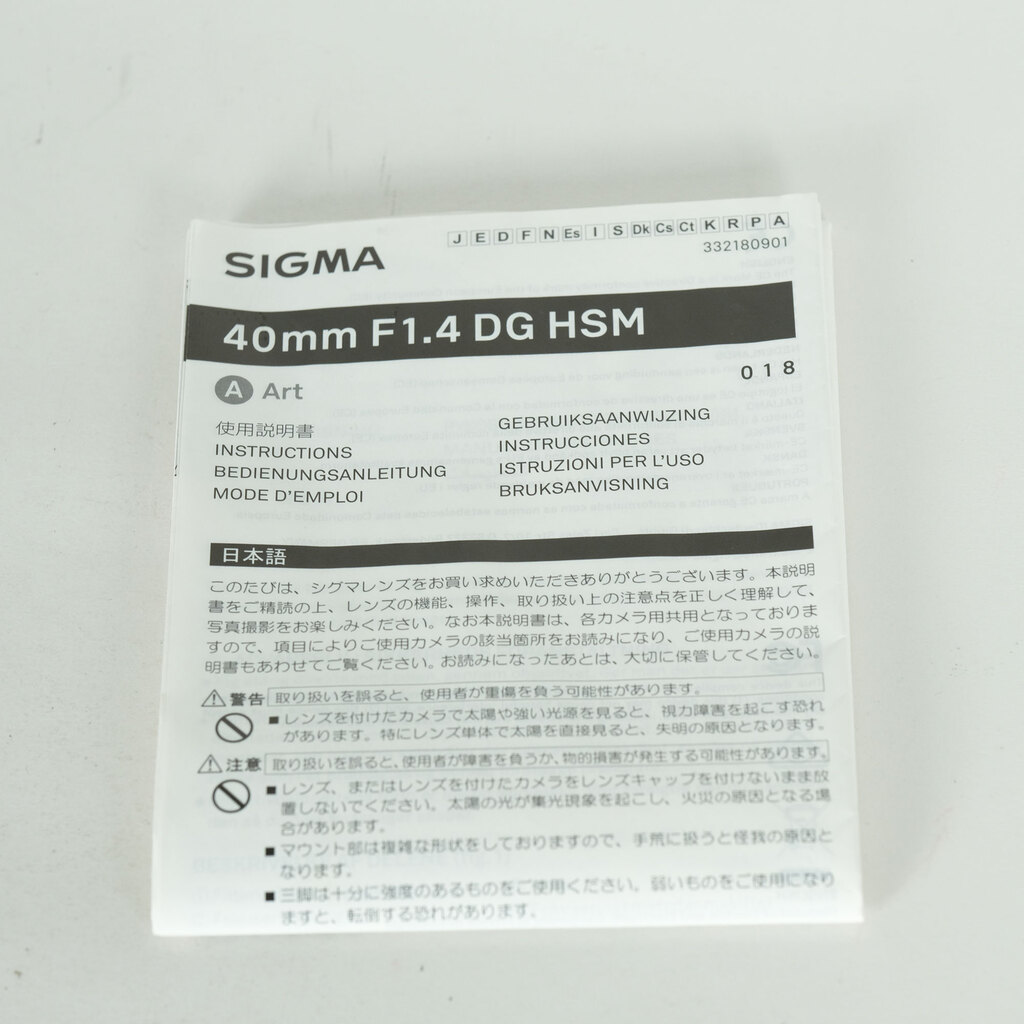 SIGMA
J E D F N Es I S Dk Cs Ct K R P A
332180901
40mm F1.4 DG HSM
A Art
018
使用説明書
INSTRUCTIONS
BEDIENUNGSANLEITUNG
MODE D'EMPLOI
GEBRUIKSAANWIJZING
INSTRUCCIONES
ISTRUZIONI PER L'USO
BRUKSANVISNING
日本語
このたびは、シグマレンズをお買い求めいただきありがとうございます。本説明
書をご精読の上、レンズの機能、操作、取り扱い上の注意点を正しく理解して、
写真撮影をお楽しみください。なお本説明書は、各カメラ用共用となっておりま
すので、項目によりご使用カメラの該当箇所をお読みになり、ご使用カメラの説
明書もあわせてご覧ください。お読みになったあとは、大切に保管してください。
⚠ 警告 取り扱いを誤ると、使用者が重傷を負う可能性があります。
■レンズを付けたカメラで太陽や強い光源を見ると、視力障害を起こす恐れ
があります。特にレンズ単体で太陽を直接見ると、失明の原因となります。
⚠ 注意 取り扱いを誤ると、使用者が障害を負うか、物的損害が発生する可能性があります。
■レンズ、またはレンズを付けたカメラをレンズキャップを付けないまま放
置しないでください。太陽の光が集光現象を起こし、火災の原因となる場
合があります。
■マウント部は複雑な形状をしておりますので、手荒に扱うと怪我の原因と
なります。
■三脚は十分に強度のあるものをご使用ください。弱いものをご使用になり
ますと、転倒する恐れがあります。